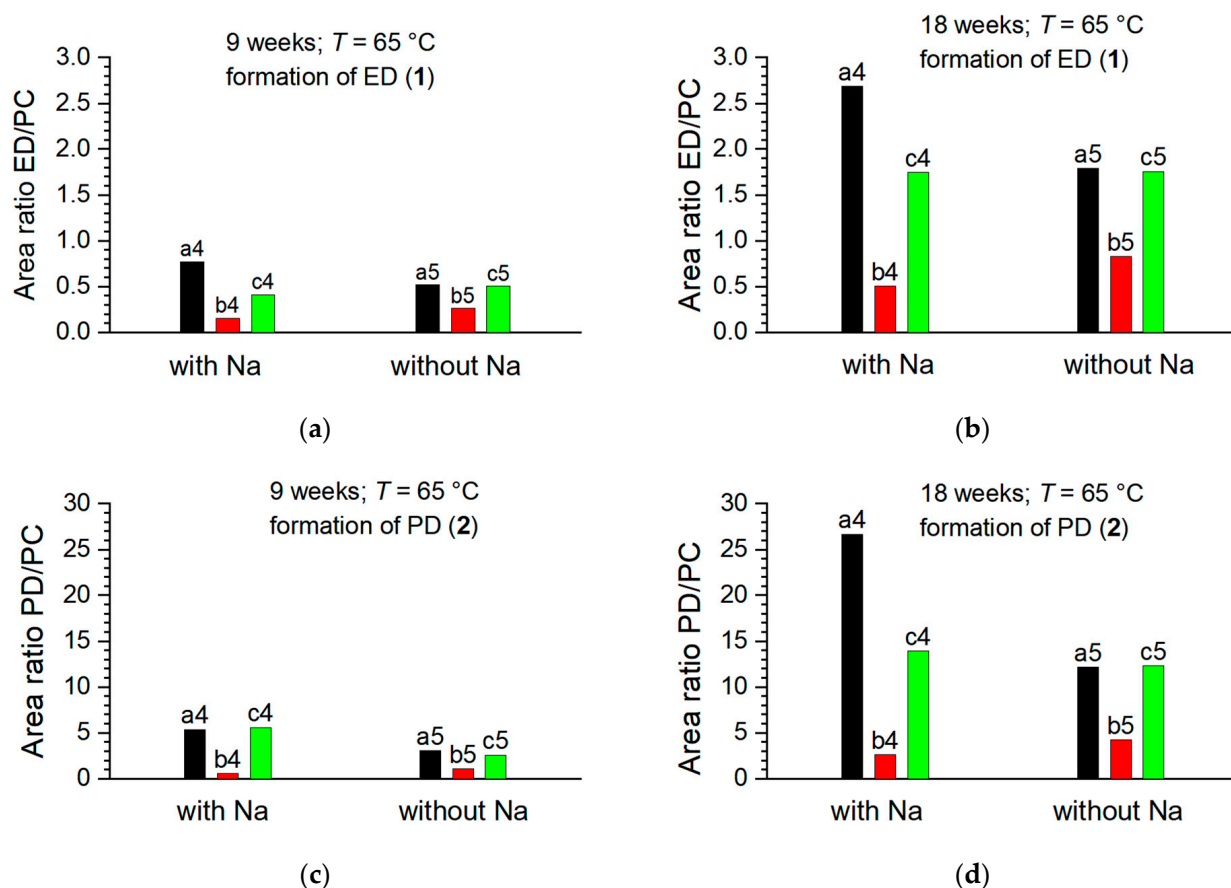 9 weeks; T = 65 °C
formation of ED (1)
Area ratio ED/PC
3.0
2.5
2.0
1.5
1.0
0.5
0.0
a4
b4
c4
a5
b5
c5
with Na
without Na
(a)
18 weeks; T = 65 °C
formation of ED (1)
Area ratio ED/PC
3.0
2.5
2.0
1.5
1.0
0.5
0.0
a4
b4
c4
a5
b5
c5
with Na
without Na
(b)
9 weeks; T = 65 °C
formation of PD (2)
Area ratio PD/PC
30
25
20
15
10
5
0
a4
b4
c4
a5
b5
c5
with Na
without Na
(c)
18 weeks; T = 65 °C
formation of PD (2)
Area ratio PD/PC
30
25
20
15
10
5
0
a4
b4
c4
a5
b5
c5
with Na
without Na
(d)